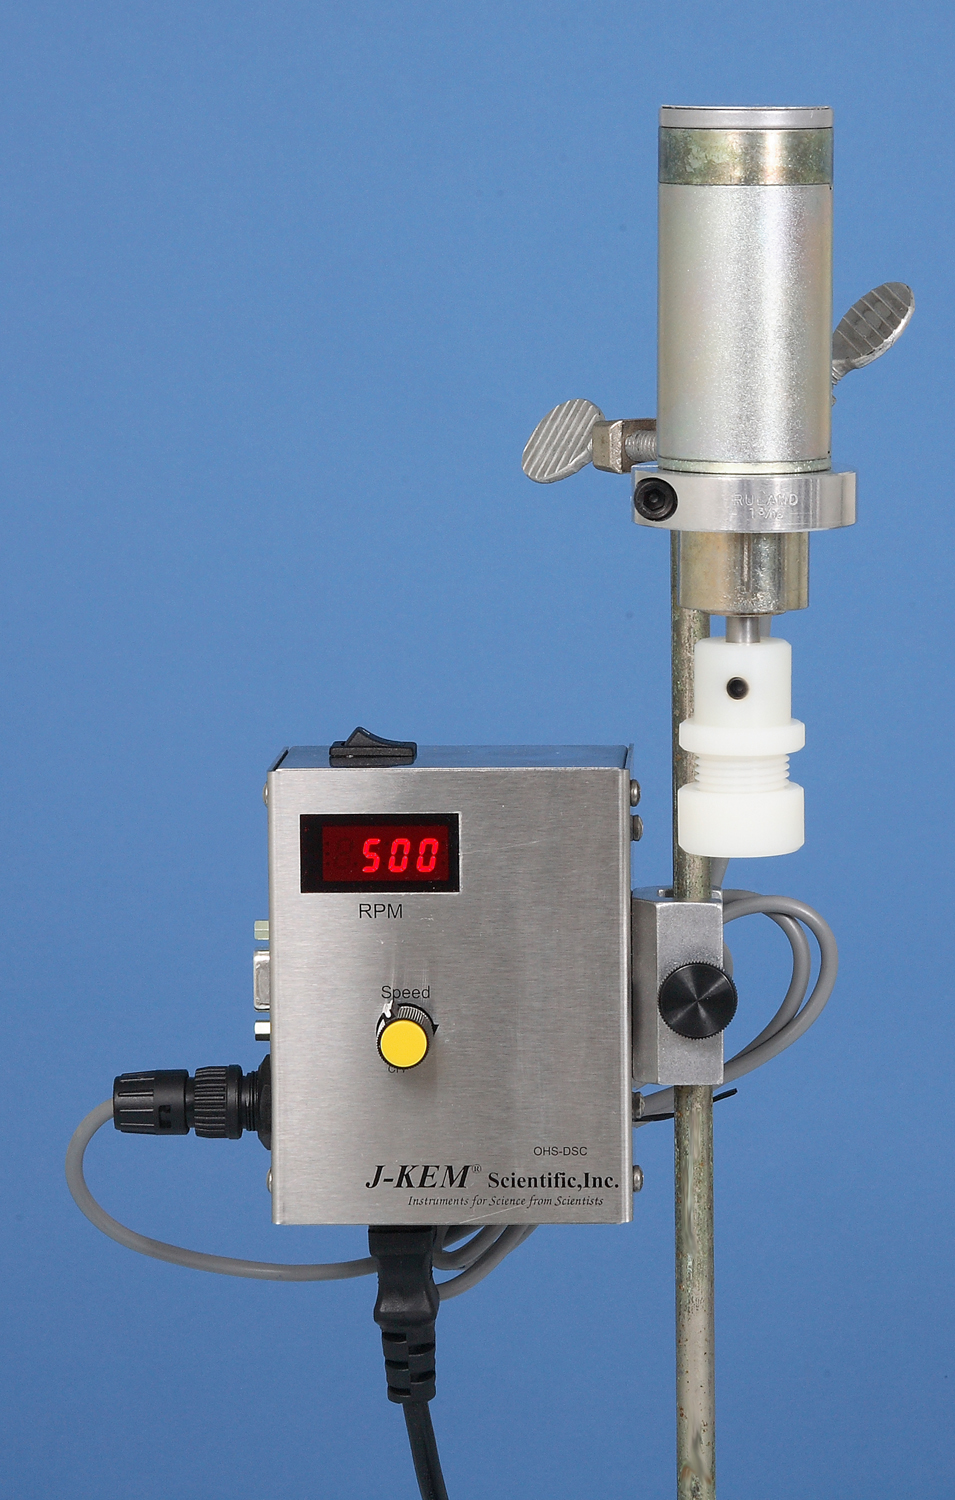 RULAND
500
RPM
Speed
OHS-DSC
J-KEM® Scientific,Inc.
Instruments for Science from Scientists